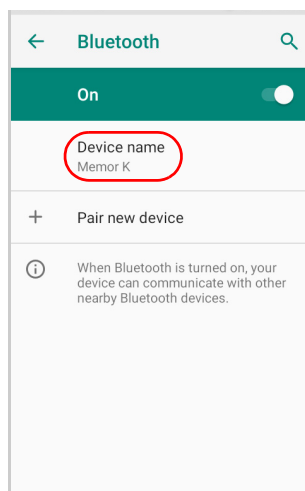 Bluetooth
On
Device name
Memor K
Pair new device
When Bluetooth is turned on, your
device can communicate with other
nearby Bluetooth devices.